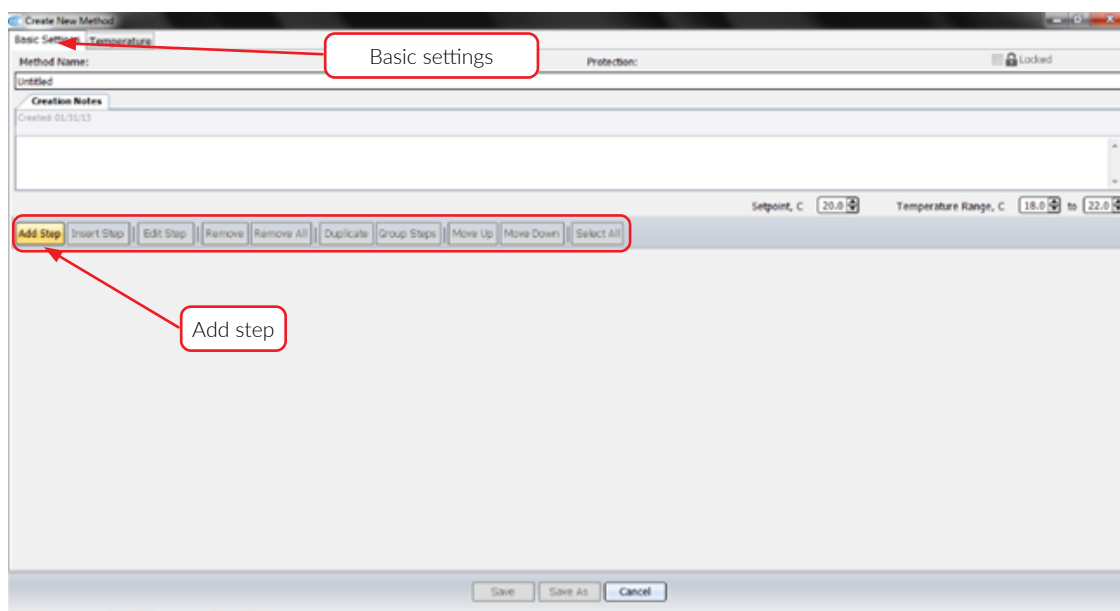 Create New Method
Basic Settings Temperature
Basic settings
Method Name: Protection: Locked
Untitled
Creation Notes
Created: 01/31/13
Setpoint, C 20.0 Temperature Range, C 18.0 to 22.0
Add Step Insert Step Edit Step Remove Remove All Duplicate Group Steps Move Up Move Down Select All
Add step
Save Save As Cancel